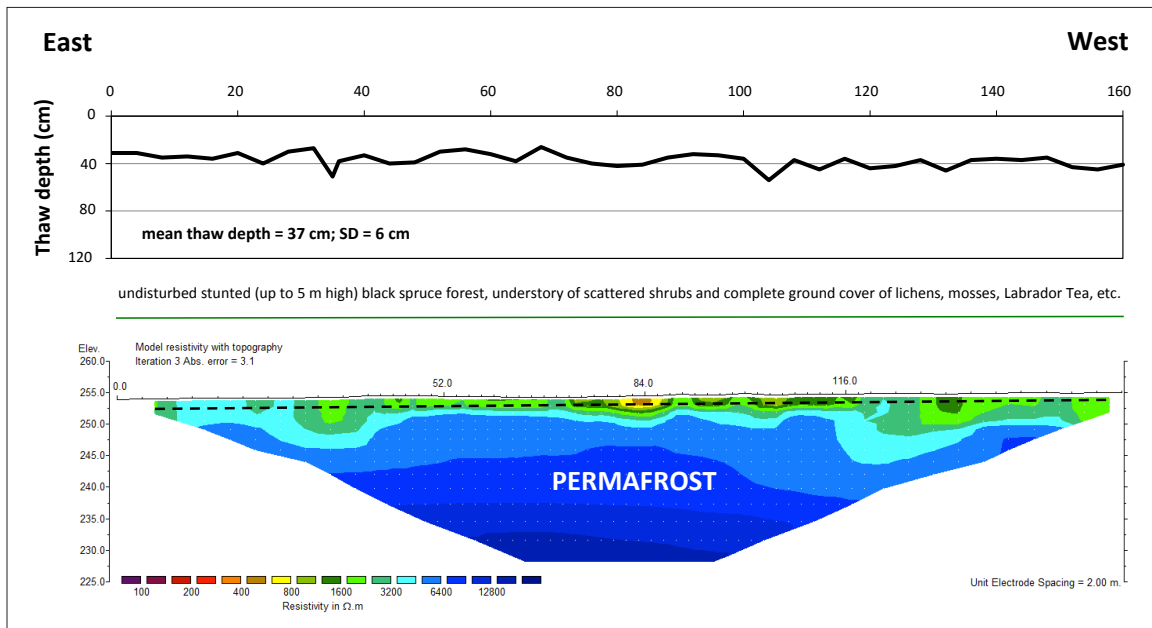 East
West
0 20 40 60 80 100 120 140 160
Thaw depth (cm)
0
40
80
120
mean thaw depth = 37 cm; SD = 6 cm
undisturbed stunted (up to 5 m high) black spruce forest, understory of scattered shrubs and complete ground cover of lichens, mosses, Labrador Tea, etc.
Elev.
Model resistivity with topography
Iteration 3 Abs. error = 3.1
260.0
255.0
250.0
245.0
240.0
235.0
230.0
225.0
0.0 52.0 84.0 116.0
PERMAFROST
100 200 400 800 1600 3200 6400 12800
Resistivity in Ω.m
Unit Electrode Spacing = 2.00 m.